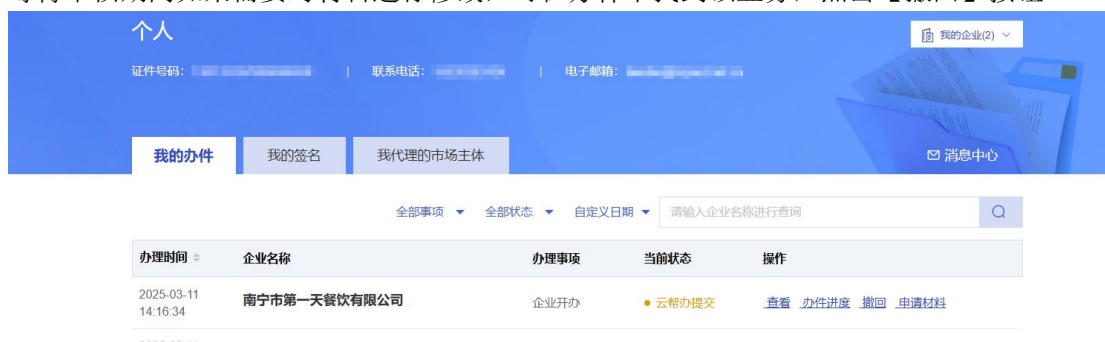 个人
我的企业(2)
证件号码： | 联系电话： | 电子邮箱：
我的办件 我的签名 我代理的市场主体 消息中心
全部事项 全部状态 自定义日期 请输入企业名称进行查询
办理时间 企业名称 办理事项 当前状态 操作
2025-03-11 南宁市第一天餐饮有限公司 企业开办 云帮办提交 查看 办件进度 撤回 申请材料
14:16:34